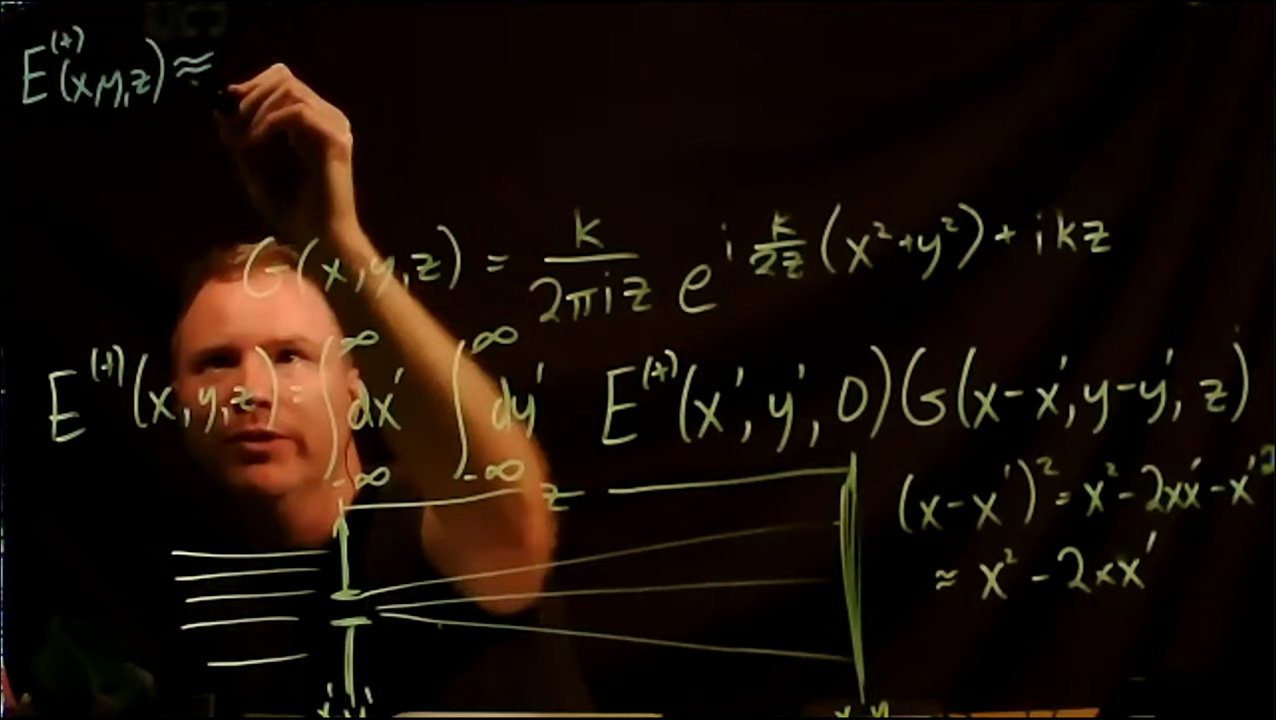 E⁽⁺⁾(x,y,z) ≈
G(x,y,z) = k/(2πiz) e^{i k/(2z) (x²+y²) + ikz}
E⁽⁺⁾(x,y,z) = ∫_{-∞}^{∞} dx' ∫_{-∞}^{∞} dy' E⁽⁺⁾(x', y', 0) G(x-x', y-y', z)
z
(x-x')² = x² - 2xx' - x'²
≈ x² - 2xx'
x' y' x y